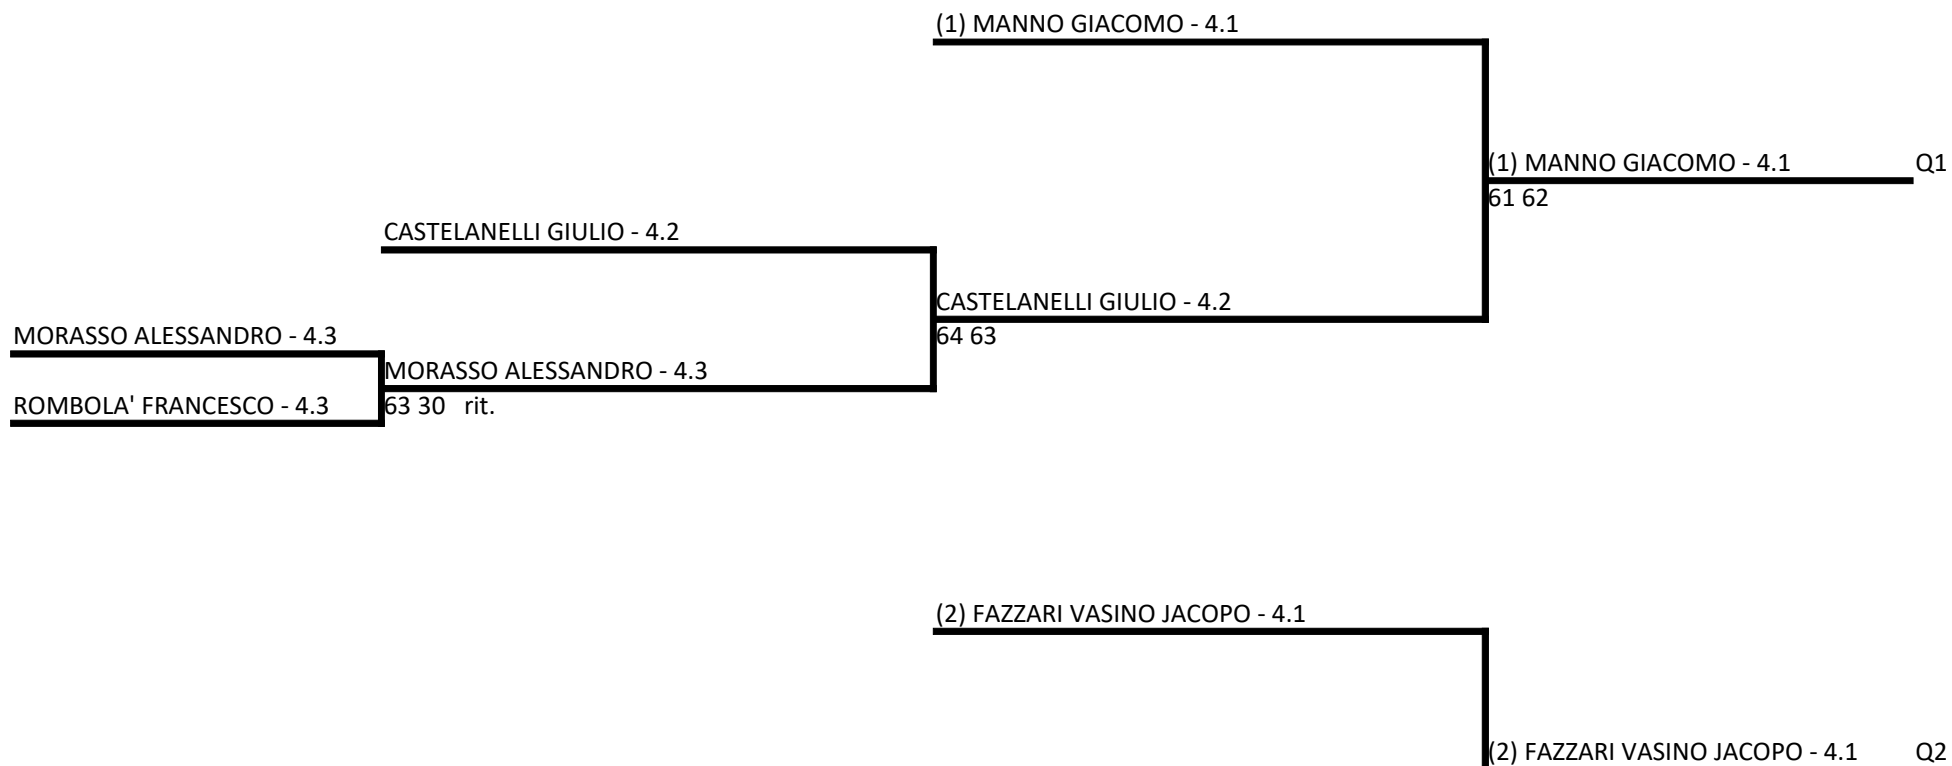 (1) MANNO GIACOMO - 4.1
(1) MANNO GIACOMO - 4.1 Q1
61 62
CASTELANELLI GIULIO - 4.2
CASTELANELLI GIULIO - 4.2
64 63
MORASSO ALESSANDRO - 4.3
MORASSO ALESSANDRO - 4.3
63 30 rit.
ROMBOLA' FRANCESCO - 4.3
(2) FAZZARI VASINO JACOPO - 4.1
(2) FAZZARI VASINO JACOPO - 4.1 Q2